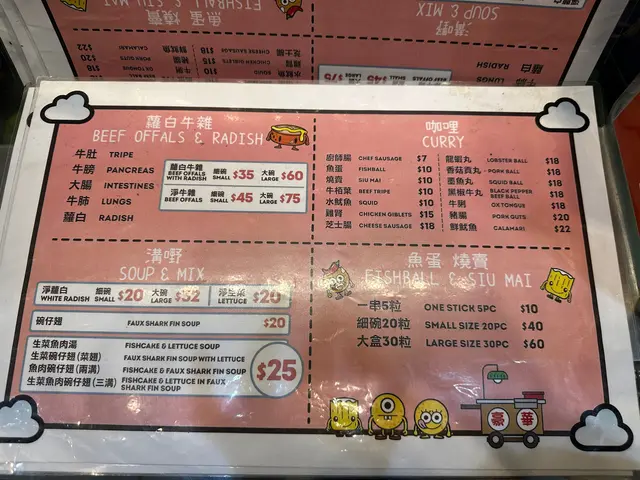 蘿白牛雜
BEEF OFFALS & RADISH
牛肚 TRIPE
牛膀 PANCREAS
大腸 INTESTINES
牛肺 LUNGS
蘿白 RADISH
蘿白牛雜 細碗 大碗
BEEF OFFALS WITH RADISH SMALL $35 LARGE $60
淨牛雜 細碗 大碗
BEEF OFFALS SMALL $45 LARGE $75
咖哩
CURRY
廚師腸 CHEF SAUSAGE $7
魚蛋 FISHBALL $10
燒賣 SIU MAI $10
牛栢葉 BEEF TRIPE $10
水魷魚 SQUID $10
雞腎 CHICKEN GIBLETS $15
芝士腸 CHEESE SAUSAGE $18
龍蝦丸 LOBSTER BALL $18
香菇貢丸 PORK BALL $18
墨魚丸 SQUID BALL $18
黑椒牛丸 BLACK PEPPER BEEF BALL $18
牛脷 OX TONGUE $18
豬腸 PORK GUTS $20
鮮魷魚 CALAMARI $22
溝嘢
SOUP & MIX
淨蘿白 細碗 大碗 淨生菜
WHITE RADISH SMALL $20 LARGE $32 LETTUCE $20
碗仔翅 FAUX SHARK FIN SOUP $20
生菜魚肉湯 FISHCAKE & LETTUCE SOUP
生菜碗仔翅 (菜翅) FAUX SHARK FIN SOUP WITH LETTUCE
魚肉碗仔翅 (兩溝) FISHCAKE & FAUX SHARK FIN SOUP
生菜魚肉碗仔翅 (三溝) FISHCAKE & LETTUCE IN FAUX SHARK FIN SOUP
$25
魚蛋 燒賣
FISHBALL & SIU MAI
一串5粒 ONE STICK 5PC $10
細碗20粒 SMALL SIZE 20PC $40
大盒30粒 LARGE SIZE 30PC $60
豪華